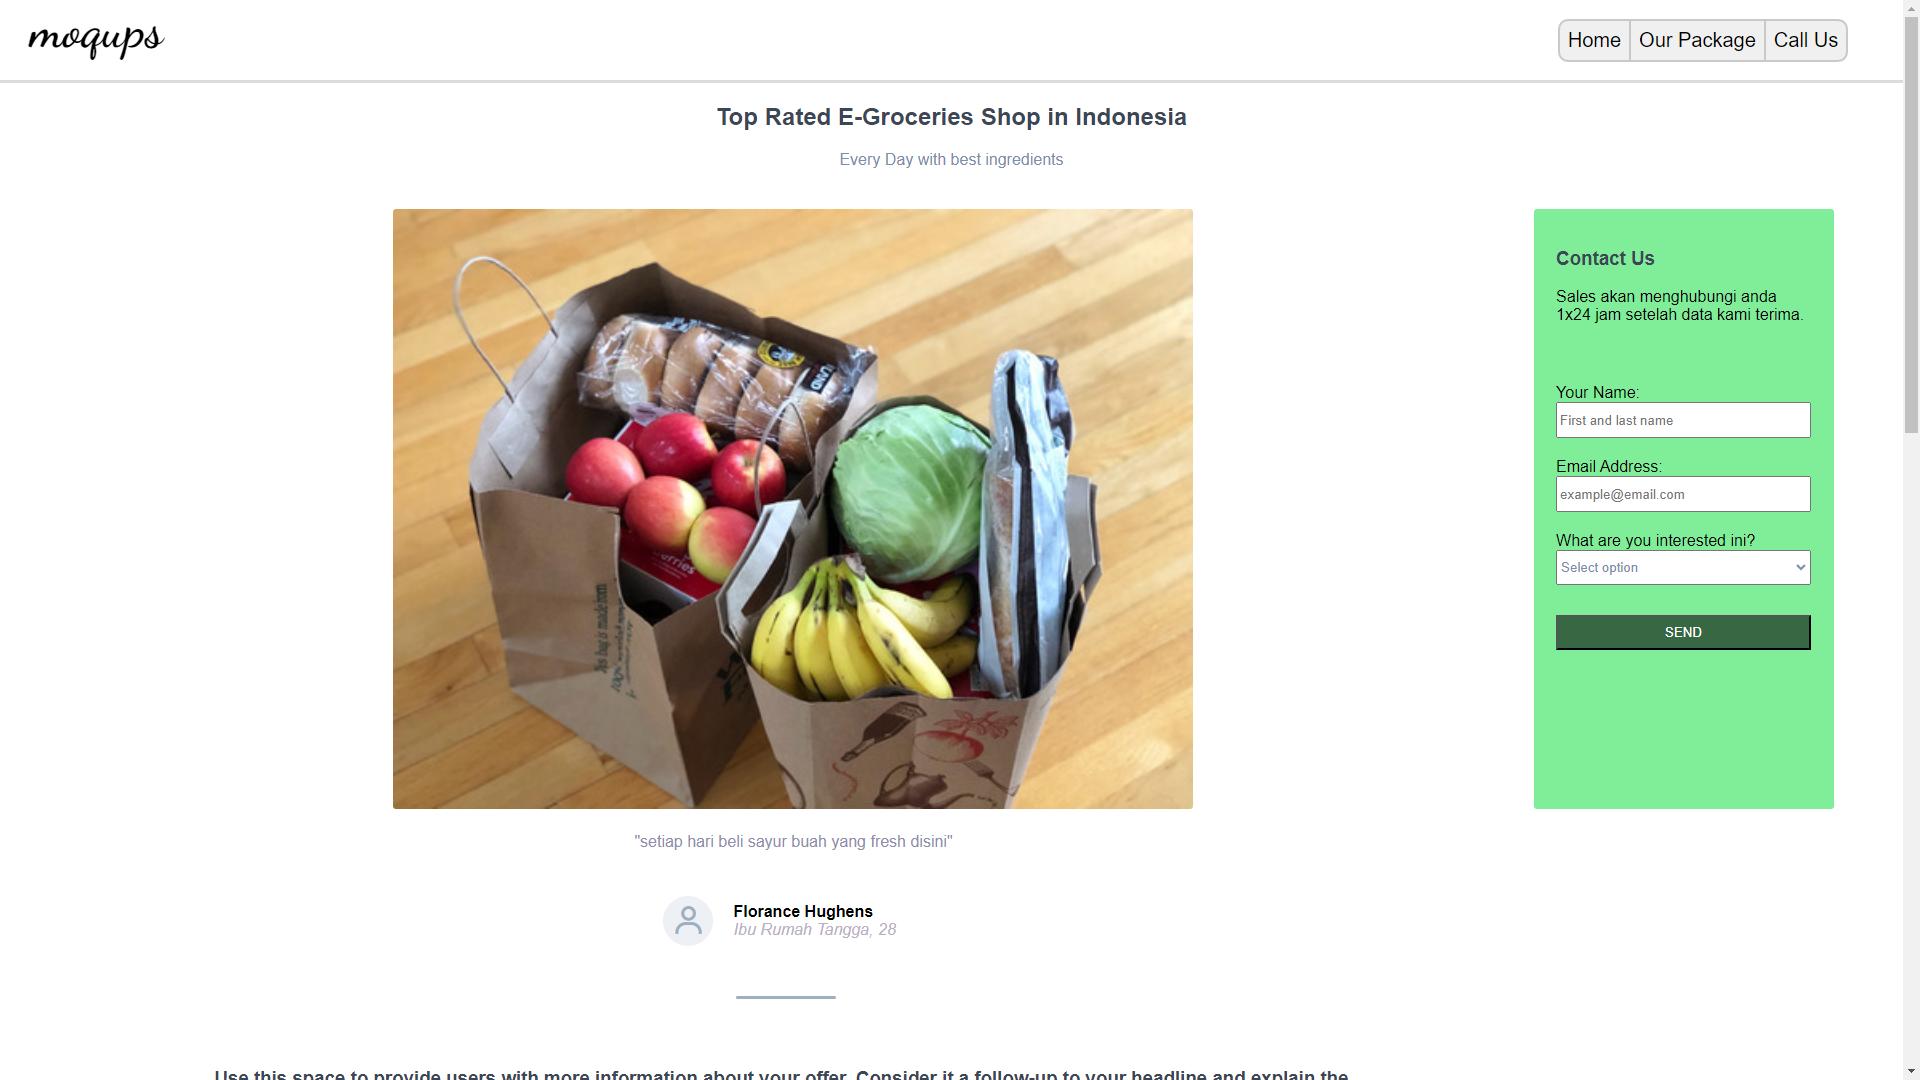 moqups
Home
Our Package
Call Us
Top Rated E-Groceries Shop in Indonesia
Every Day with best ingredients
Contact Us
Sales akan menghubungi anda
1x24 jam setelah data kami terima.
Your Name:
First and last name
Email Address:
example@email.com
What are you interested ini?
Select option
SEND
"setiap hari beli sayur buah yang fresh disini"
Florance Hughens
Ibu Rumah Tangga, 28
Use this space to provide users with more information about your offer. Consider it a follow-up to your headline and explain the